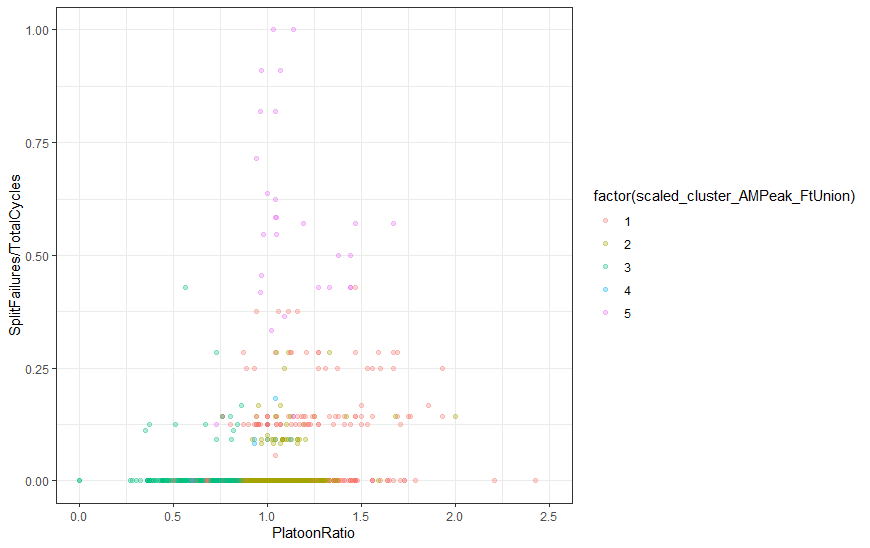 1.00
0.75
0.50
0.25
0.00
SplitFailures/TotalCycles
0.0 0.5 1.0 1.5 2.0 2.5
PlatoonRatio
factor(scaled_cluster_AMPeak_FtUnion)
1
2
3
4
5